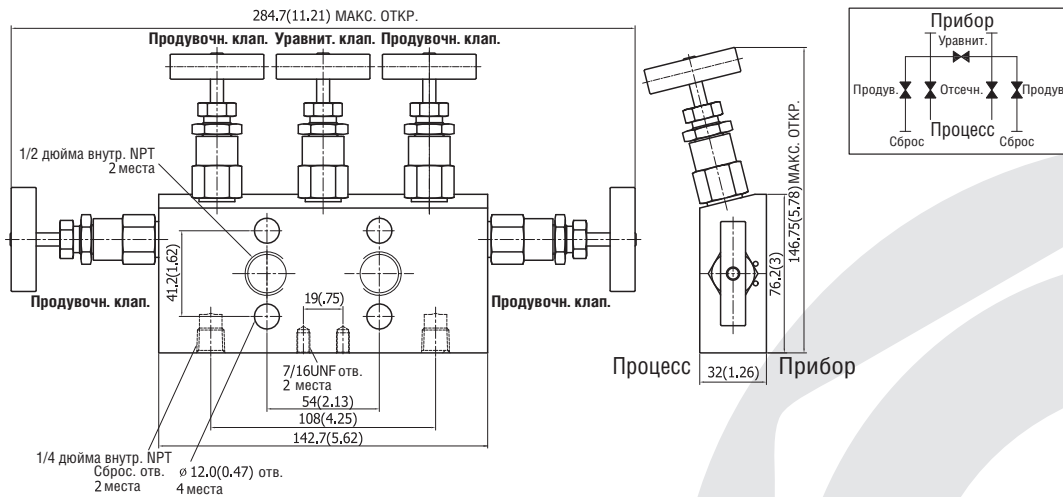 284.7(11.21) МАКС. ОТКР.
Продувочн. клап. Уравнит. клап. Продувочн. клап.
1/2 дюйма внутр. NPT
2 места
41.2(1.62)
Продувочн. клап.
Продувочн. клап.
19(.75)
7/16UNF отв.
2 места
54(2.13)
108(4.25)
142.7(5.62)
1/4 дюйма внутр. NPT
Сброс. отв.
2 места
ø 12.0(0.47) отв.
4 места
146.75(5.78) МАКС. ОТКР.
76.2(3)
Процесс
32(1.26)
Прибор
Прибор
Уравнит.
Продув.
Отсечн.
Продув
Процесс
Сброс
Сброс